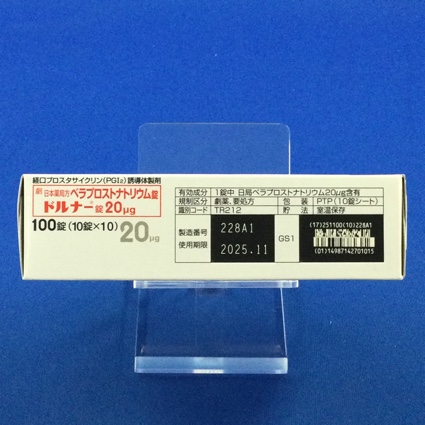 経口プロスタサイクリン(PGI₂)誘導体製剤
劇 日本薬局方 ベラプロストナトリウム錠
ドルナー®錠20μg
100錠(10錠×10) 20μg
有効成分 1錠中 日局ベラプロストナトリウム20μg含有
規制区分 劇薬、要処方 包装 PTP(10錠シート)
識別コード TR212 貯法 室温保存
製造番号 228A1
使用期限 2025.11
GS1
(17)251100(10)228A1
(01)14987142701015